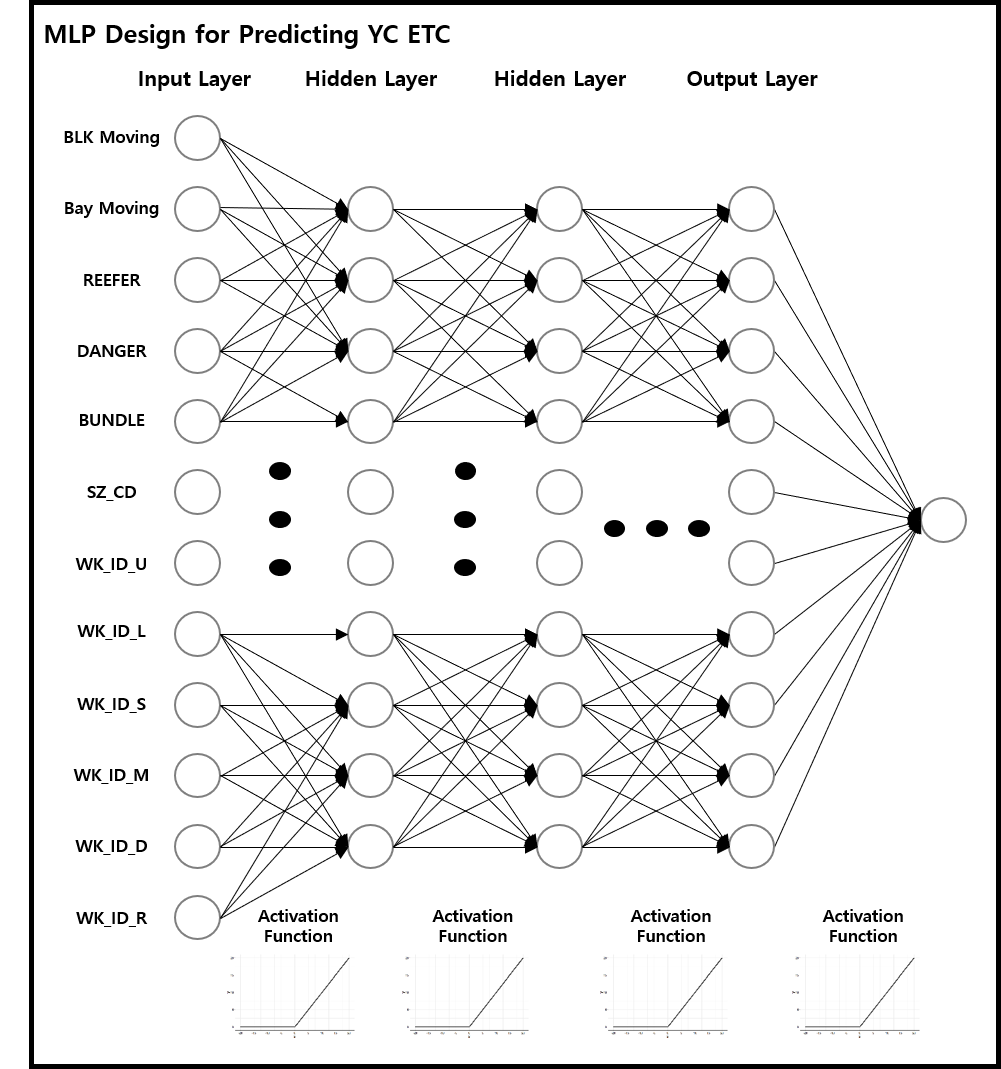 MLP Design for Predicting YC ETC
Input Layer
Hidden Layer
Hidden Layer
Output Layer
BLK Moving
Bay Moving
REEFER
DANGER
BUNDLE
SZ_CD
WK_ID_U
WK_ID_L
WK_ID_S
WK_ID_M
WK_ID_D
WK_ID_R
Activation
Function
Activation
Function
Activation
Function
Activation
Function